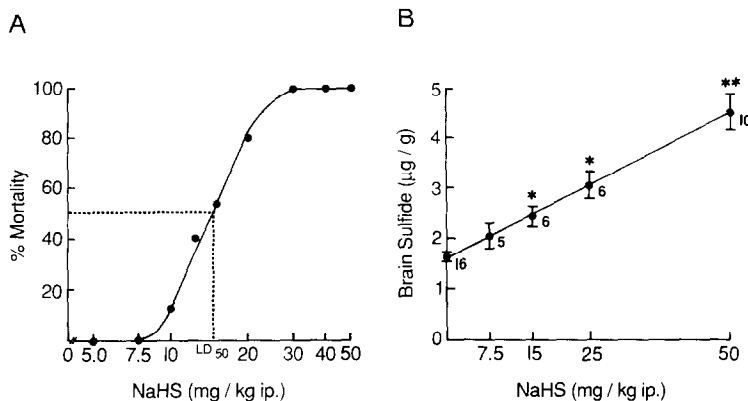 A
100
80
60
40
20
% Mortality
0 5.0 7.5 10 LD50 20 30 40 50
NaHS (mg / kg ip.)
B
5
4
3
2
1
0
Brain Sulfide (µg / g)
16
5
*
6
*
6
**
10
7.5 15 25 50
NaHS (mg / kg ip.)